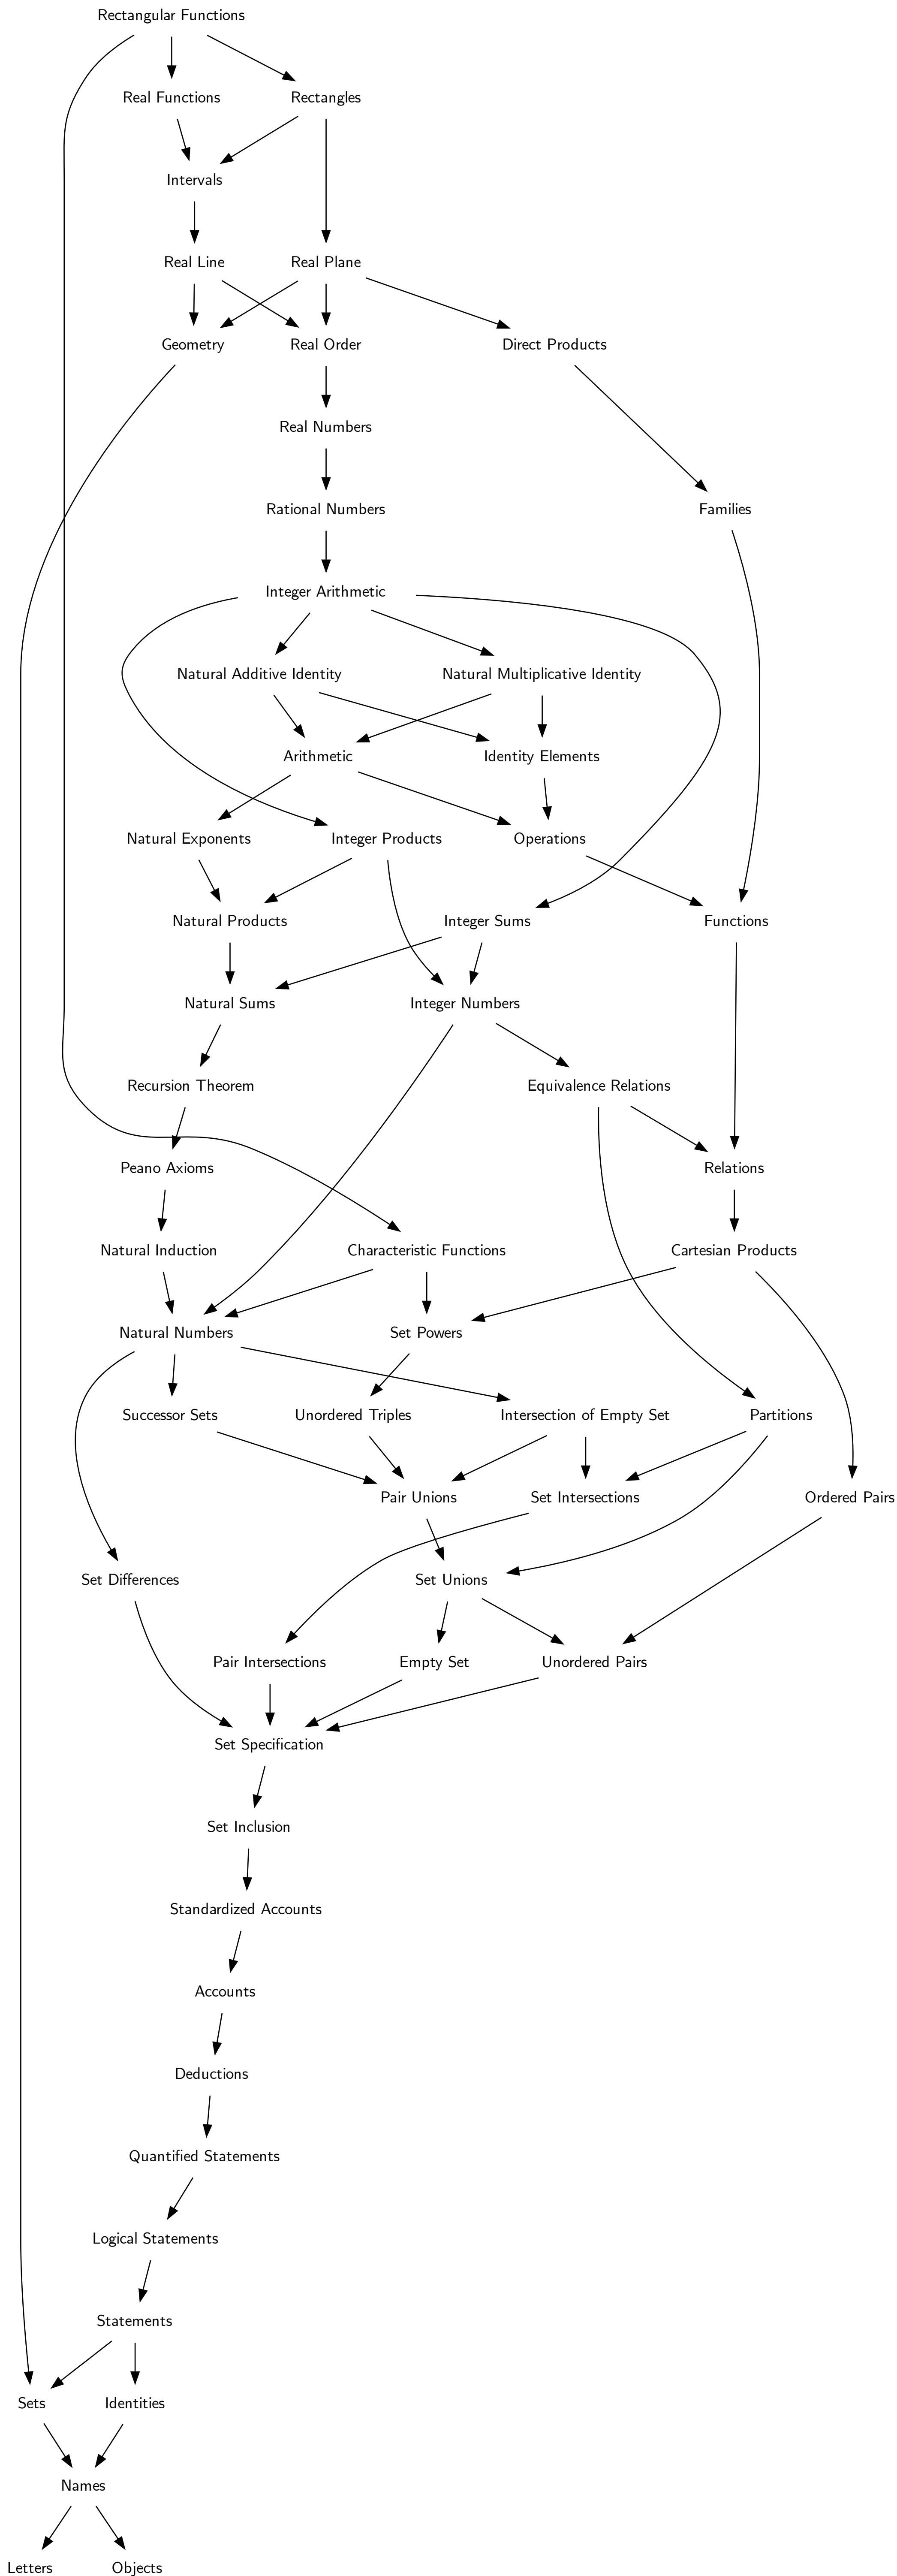 Rectangular Functions
Real Functions
Rectangles
Intervals
Real Line
Real Plane
Geometry
Real Order
Direct Products
Real Numbers
Rational Numbers
Families
Integer Arithmetic
Natural Additive Identity
Natural Multiplicative Identity
Arithmetic
Identity Elements
Natural Exponents
Integer Products
Operations
Natural Products
Integer Sums
Functions
Natural Sums
Integer Numbers
Recursion Theorem
Equivalence Relations
Peano Axioms
Relations
Natural Induction
Characteristic Functions
Cartesian Products
Natural Numbers
Set Powers
Successor Sets
Unordered Triples
Intersection of Empty Set
Partitions
Pair Unions
Set Intersections
Ordered Pairs
Set Differences
Set Unions
Pair Intersections
Empty Set
Unordered Pairs
Set Specification
Set Inclusion
Standardized Accounts
Accounts
Deductions
Quantified Statements
Logical Statements
Statements
Sets
Identities
Names
Letters
Objects